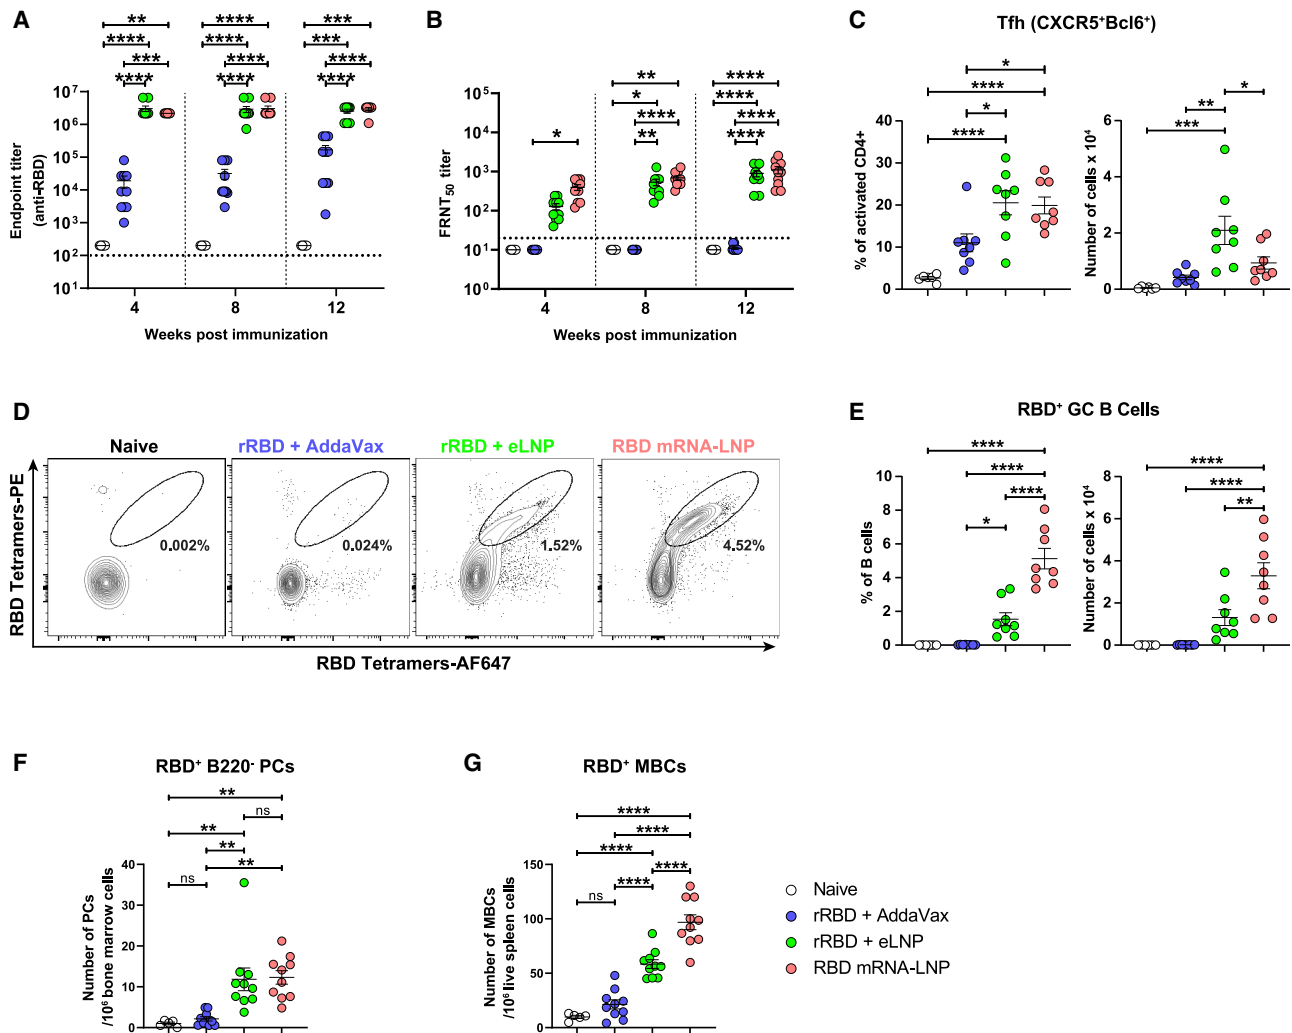 A
** **** ***
**** **** ***
*** **** ****
**** **** ****
Endpoint titer
(anti-RBD)
10⁷
10⁶
10⁵
10⁴
10³
10²
10¹
4 8 12
Weeks post immunization
B
** ****
* * ****
**** ****
** ****
FRNT₅₀ titer
10⁵
10⁴
10³
10²
10¹
10⁰
4 8 12
Weeks post immunization
C
Tfh (CXCR5⁺Bcl6⁺)
*
****
*
****
% of activated CD4+
40
30
20
10
0
*
**
***
Number of cells x 10⁴
6
4
2
0
D
Naive
rRBD + AddaVax
rRBD + eLNP
RBD mRNA-LNP
RBD Tetramers-PE
0.002%
0.024%
1.52%
4.52%
RBD Tetramers-AF647
E
RBD⁺ GC B Cells
****
****
****
*
% of B cells
10
8
6
4
2
0
****
****
**
Number of cells x 10⁴
8
6
4
2
0
F
RBD⁺ B220⁻ PCs
**
ns
**
**
**
ns
Number of PCs
/10⁶ bone marrow cells
40
30
20
10
0
G
RBD⁺ MBCs
****
****
****
****
****
ns
Number of MBCs
/10⁶ live spleen cells
150
100
50
0
Naive
rRBD + AddaVax
rRBD + eLNP
RBD mRNA-LNP